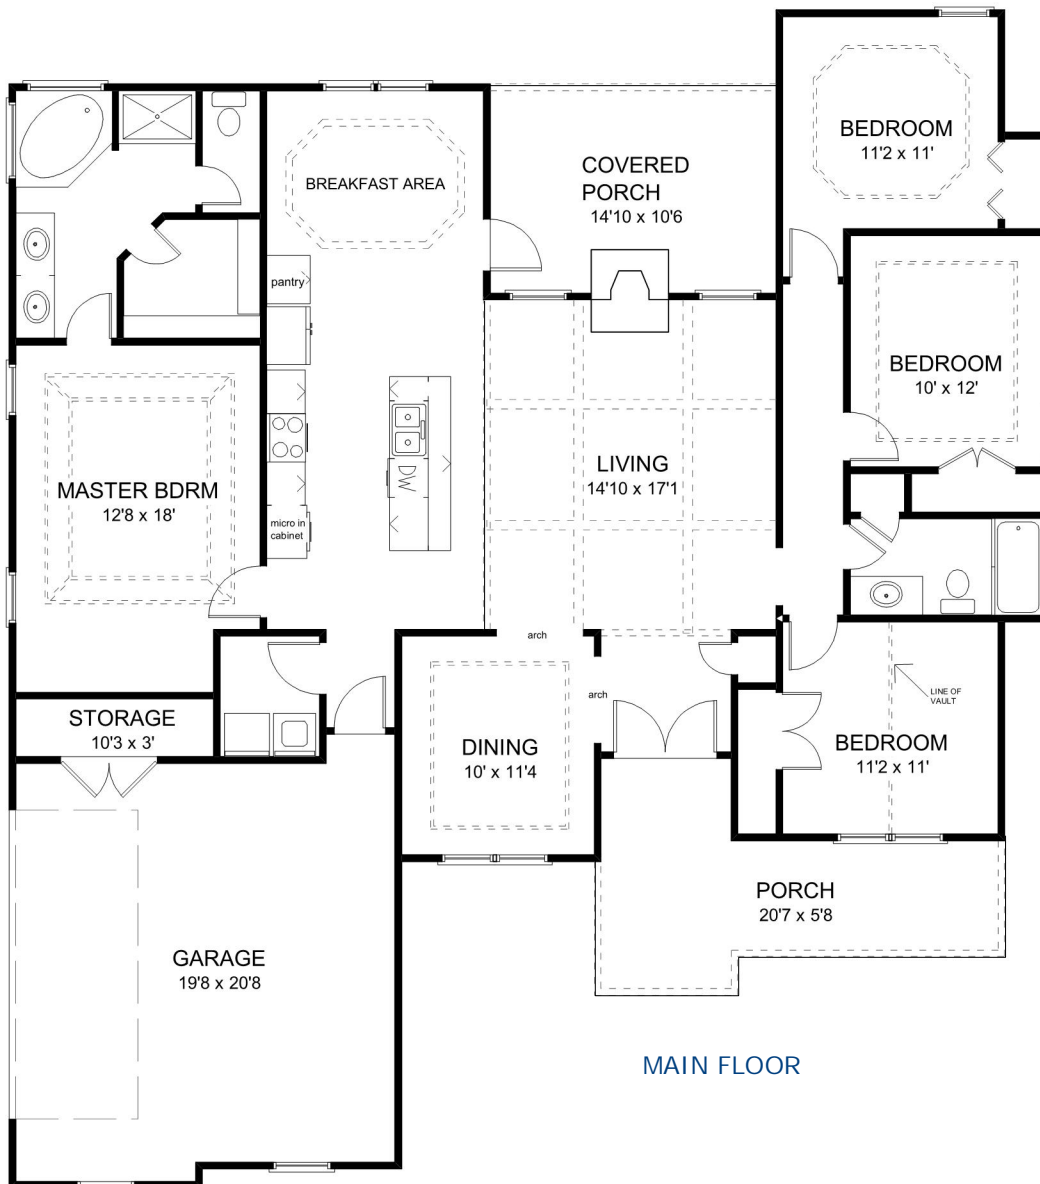 BEDROOM
11'2 x 11'
COVERED
PORCH
14'10 x 10'6
BREAKFAST AREA
pantry
BEDROOM
10' x 12'
LIVING
14'10 x 17'1
MASTER BDRM
12'8 x 18'
DW
micro in
cabinet
arch
arch
LINE OF
VAULT
STORAGE
10'3 x 3'
DINING
10' x 11'4
BEDROOM
11'2 x 11'
PORCH
20'7 x 5'8
GARAGE
19'8 x 20'8
MAIN FLOOR